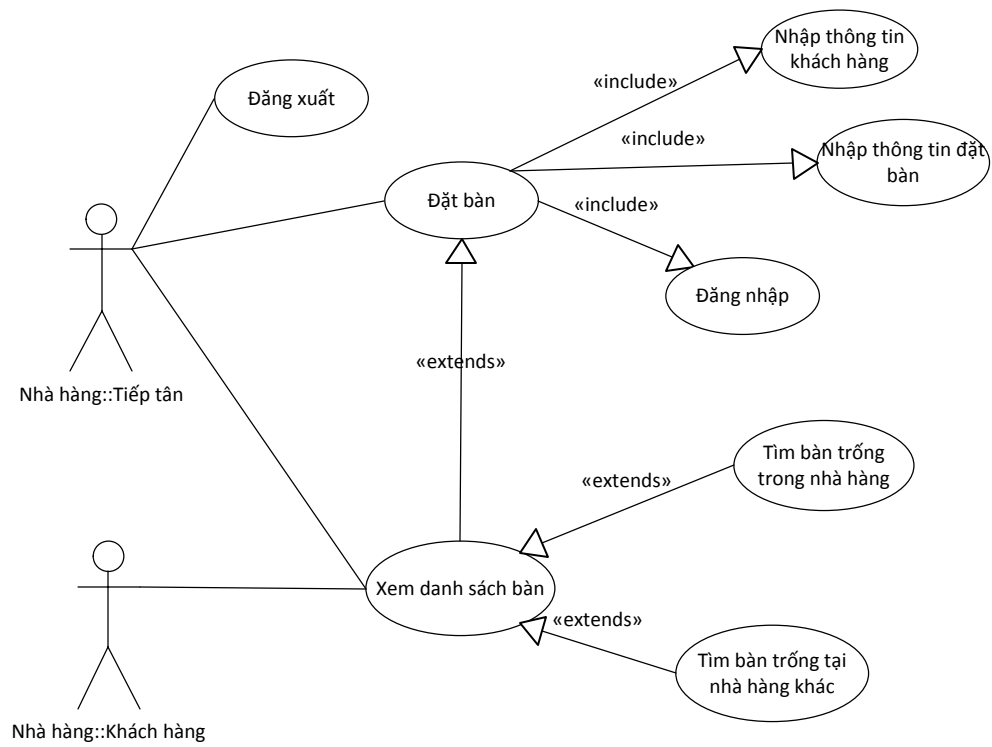 Nhập thông tin
khách hàng
«include»
Đăng xuất
«include»
Nhập thông tin đặt
bàn
Đặt bàn
«include»
Đăng nhập
«extends»
Nhà hàng::Tiếp tân
Tìm bàn trống
trong nhà hàng
«extends»
Xem danh sách bàn
«extends»
Tìm bàn trống tại
nhà hàng khác
Nhà hàng::Khách hàng